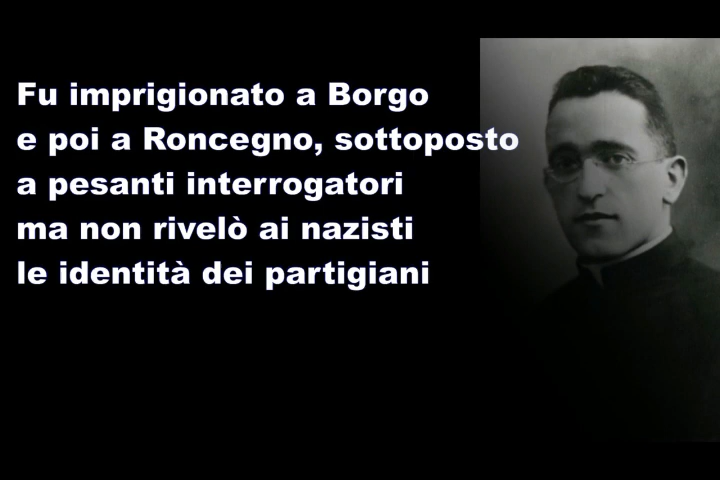 Fu imprigionato a Borgo
e poi a Roncegno, sottoposto
a pesanti interrogatori
ma non rivelò ai nazisti
le identità dei partigiani